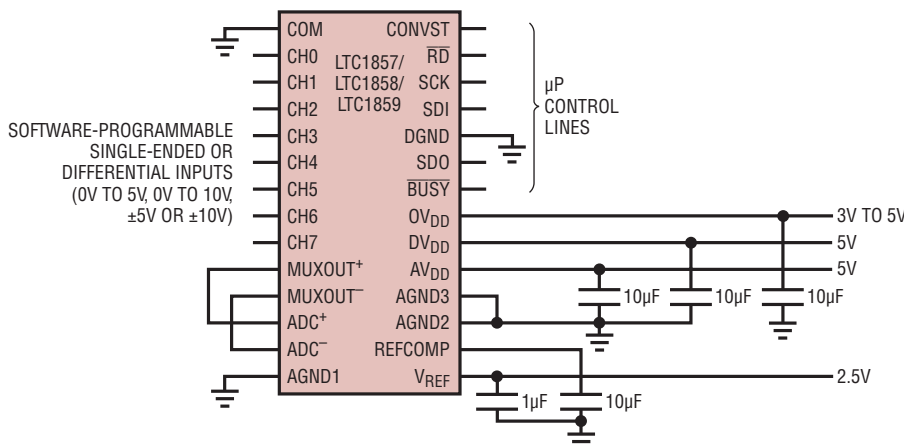 COM
CH0
CH1
CH2
CH3
CH4
CH5
CH6
CH7
MUXOUT+
MUXOUT–
ADC+
ADC–
AGND1
LTC1857/
LTC1858/
LTC1859
CONVST
RD
SCK
SDI
DGND
SDO
BUSY
OVDD
DVDD
AVDD
AGND3
AGND2
REFCOMP
VREF
SOFTWARE-PROGRAMMABLE
SINGLE-ENDED OR
DIFFERENTIAL INPUTS
(0V TO 5V, 0V TO 10V,
±5V OR ±10V)
µP
CONTROL
LINES
3V TO 5V
5V
5V
10µF
10µF
10µF
2.5V
1µF
10µF